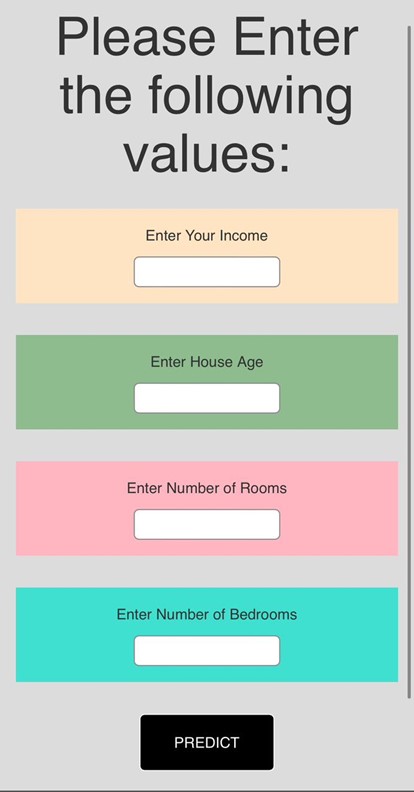 Please Enter
the following
values:
Enter Your Income
Enter House Age
Enter Number of Rooms
Enter Number of Bedrooms
PREDICT